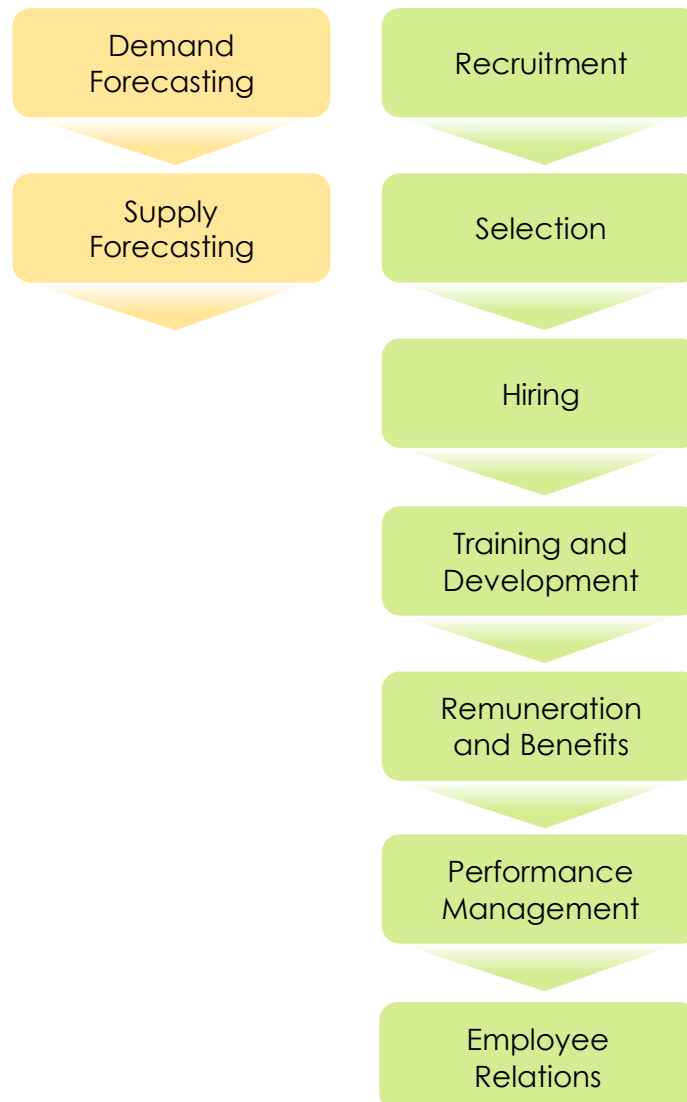 Demand
Forecasting
Supply
Forecasting
Recruitment
Selection
Hiring
Training and
Development
Remuneration
and Benefits
Performance
Management
Employee
Relations